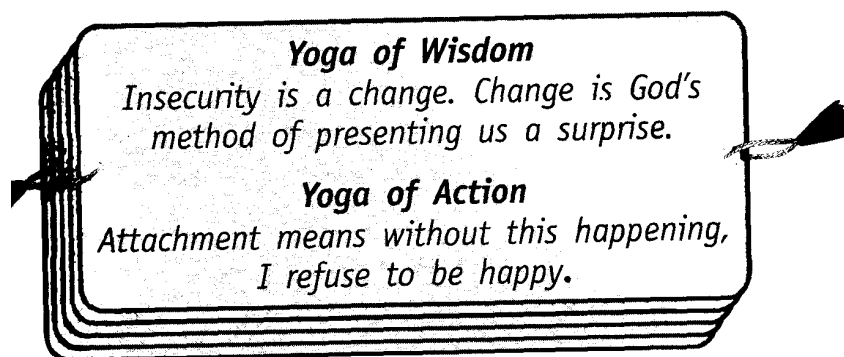 Yoga of Wisdom
Insecurity is a change. Change is God's
method of presenting us a surprise.
Yoga of Action
Attachment means without this happening,
I refuse to be happy.